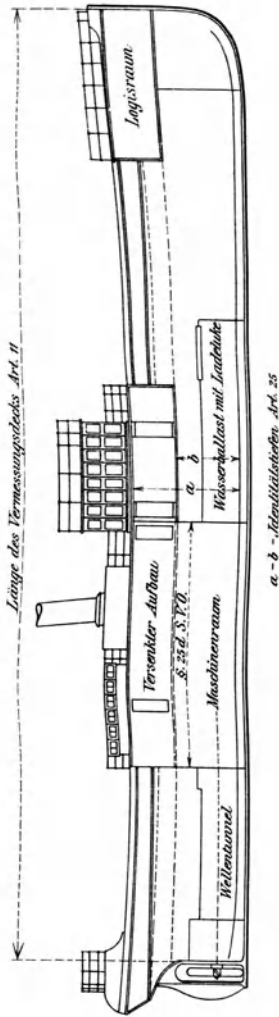 Länge des Vermessungsdecks Art. 11
Logisraum
Versenkter Aufbau
a
b
§. 25 d S.V.O.
Wasserballast mit Ladeluke
Maschinenraum
Wellentunnel
a - b = Identitätstiefen Art. 25